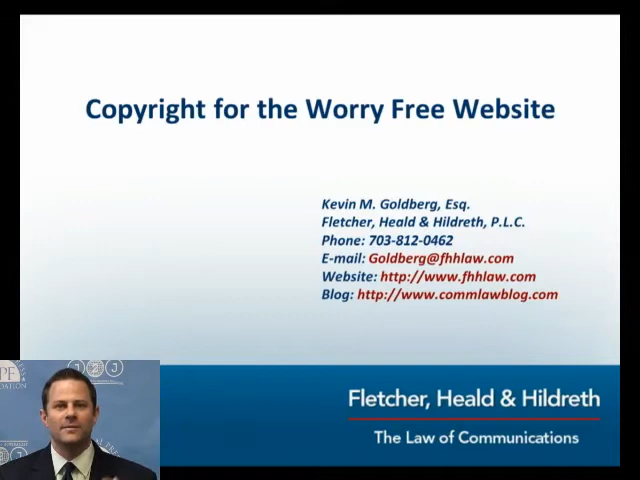 Copyright for the Worry Free Website
Kevin M. Goldberg, Esq.
Fletcher, Heald & Hildreth, P.L.C.
Phone: 703-812-0462
E-mail: Goldberg@fhhlaw.com
Website: http://www.fhhlaw.com
Blog: http://www.commlawblog.com
Fletcher, Heald & Hildreth
The Law of Communications